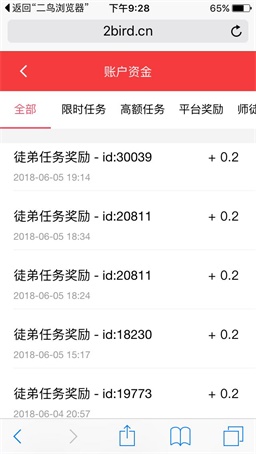 返回“二鸟浏览器” 下午9:28 65%
2bird.cn
账户资金
全部 限时任务 高额任务 平台奖励 师徒
徒弟任务奖励 - id:30039 + 0.2
2018-06-05 19:14
徒弟任务奖励 - id:20811 + 0.2
2018-06-05 18:34
徒弟任务奖励 - id:20811 + 0.2
2018-06-05 18:24
徒弟任务奖励 - id:18230 + 0.2
2018-06-05 15:17
徒弟任务奖励 - id:19773 + 0.2
2018-06-04 20:57